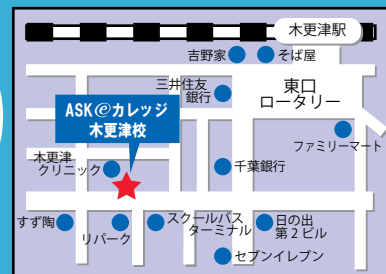 木更津駅
吉野家
そば屋
三井住友
銀行
東口
ロータリー
ASK@カレッジ
木更津校
ファミリーマート
木更津
クリニック
千葉銀行
すず陶
リパーク
スクールバス
ターミナル
日の出
第2ビル
セブンイレブン